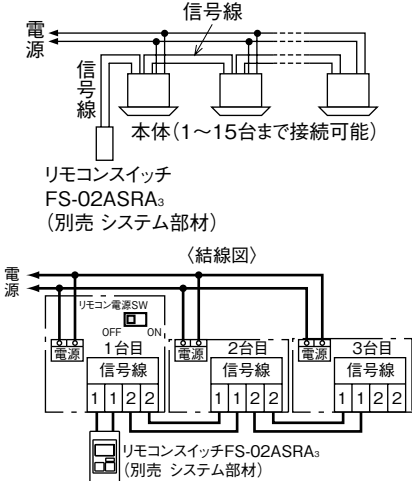 信号線
電源
信号線
本体(1〜15台まで接続可能)
リモコンスイッチ
FS-02ASRA₃
(別売 システム部材)
〈結線図〉
電源
リモコン電源SW
OFF ON
電源 1台目 電源 2台目 電源 3台目
信号線 信号線 信号線
1 1 2 2 1 1 2 2 1 1 2 2
リモコンスイッチFS-02ASRA₃
(別売 システム部材)